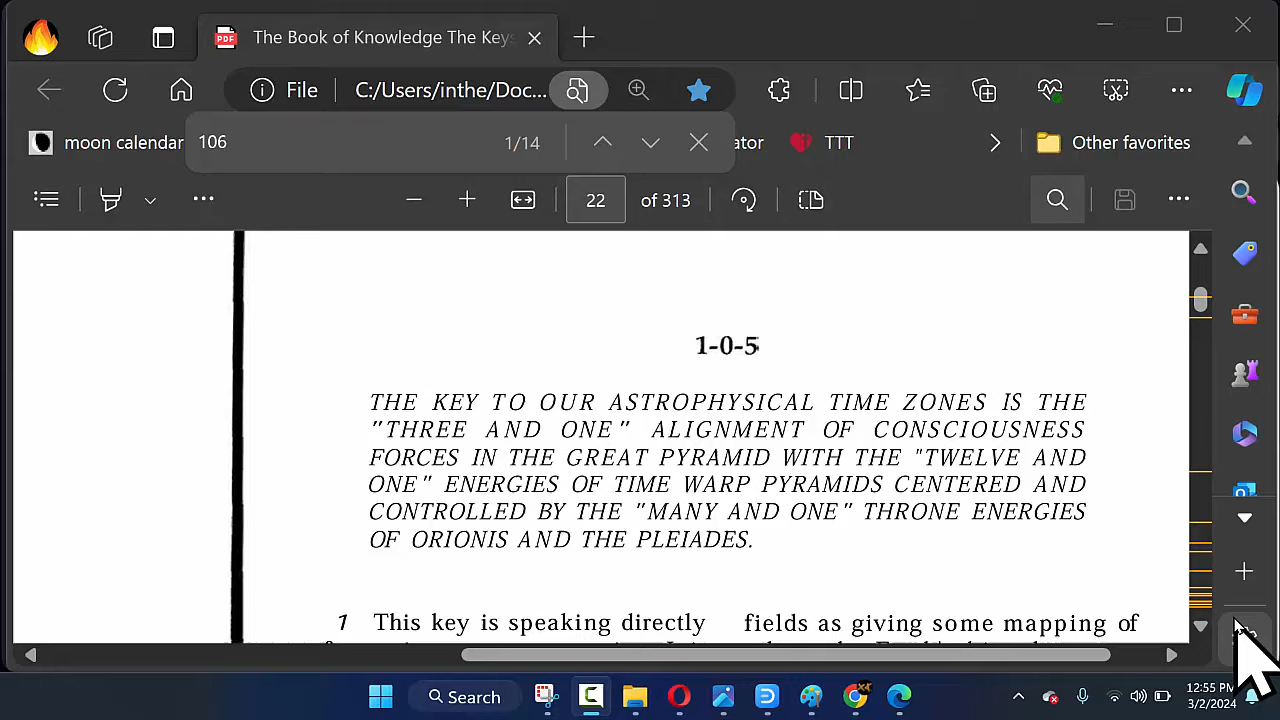 The Book of Knowledge The Key
File
C:/Users/inthe/Doc...
moon calendar
106
1/14
ator
TTT
Other favorites
22
of 313
1-0-5
THE KEY TO OUR ASTROPHYSICAL TIME ZONES IS THE
"THREE AND ONE" ALIGNMENT OF CONSCIOUSNESS
FORCES IN THE GREAT PYRAMID WITH THE "TWELVE AND
ONE" ENERGIES OF TIME WARP PYRAMIDS CENTERED AND
CONTROLLED BY THE "MANY AND ONE" THRONE ENERGIES
OF ORIONIS AND THE PLEIADES.
1 This key is speaking directly
fields as giving some mapping of
Search
12:55 PM
3/2/2024